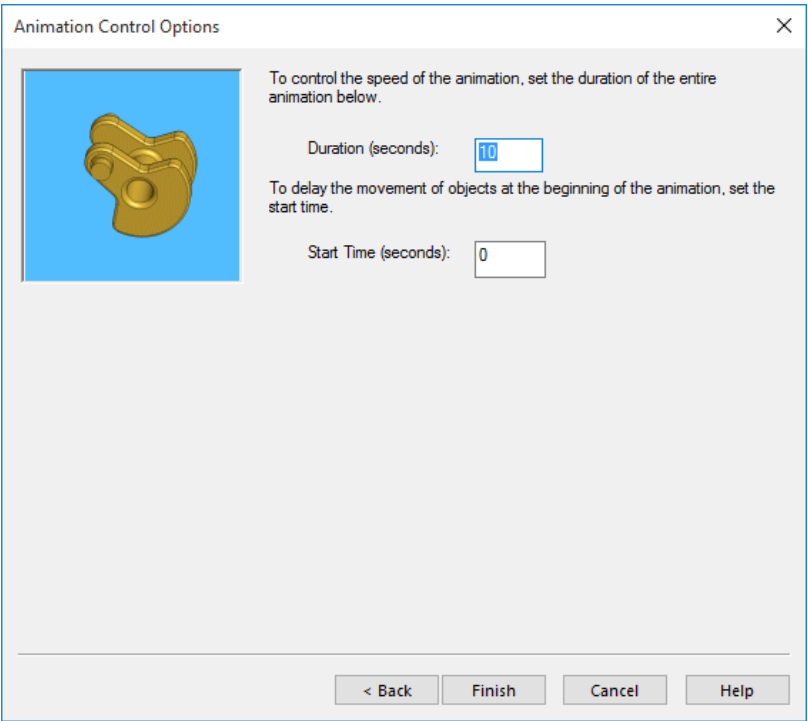 Animation Control Options
To control the speed of the animation, set the duration of the entire
animation below.
Duration (seconds):
10
To delay the movement of objects at the beginning of the animation, set the
start time.
Start Time (seconds):
0
< Back
Finish
Cancel
Help